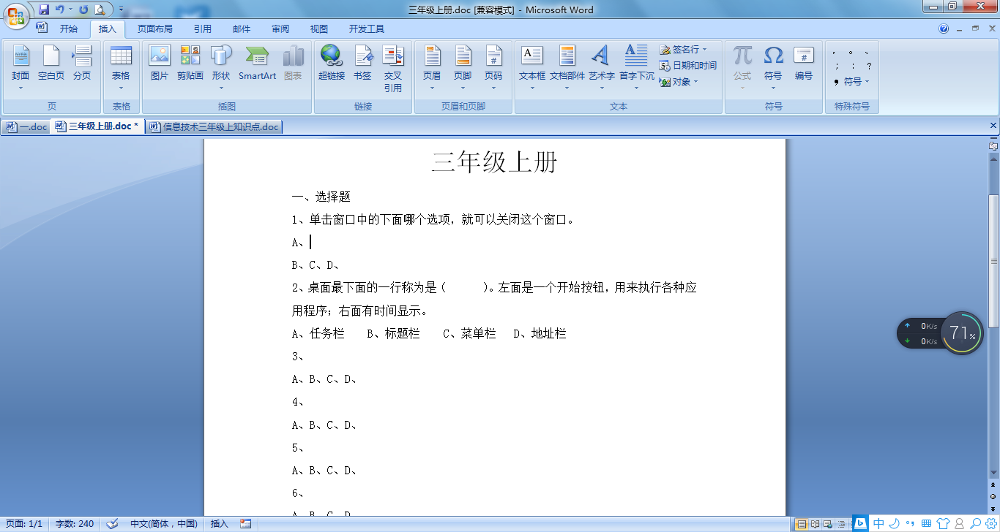 三年级上册.doc [兼容模式] - Microsoft Word
开始 插入 页面布局 引用 邮件 审阅 视图 开发工具
封面 空白页 分页 表格 图片 剪贴画 形状 SmartArt 图表 超链接 书签 交叉引用 页眉 页脚 页码 文本框 文档部件 艺术字 首字下沉 签名行 日期和时间 对象 公式 符号 编号 , 。 、 ; : ? , 符号
页 表格 插图 链接 页眉和页脚 文本 符号 特殊符号
一.doc 三年级上册.doc * 信息技术三年级上知识点.doc
三年级上册
一、选择题
1、单击窗口中的下面哪个选项，就可以关闭这个窗口。
A、
B、C、D、
2、桌面最下面的一行称为是（ ）。左面是一个开始按钮，用来执行各种应
用程序；右面有时间显示。
A、任务栏 B、标题栏 C、菜单栏 D、地址栏
3、
A、B、C、D、
4、
A、B、C、D、
5、
A、B、C、D、
6、
A、B、C、D、
0K/s
0K/s
71%
页面: 1/1 字数: 240 中文(简体，中国) 插入 中